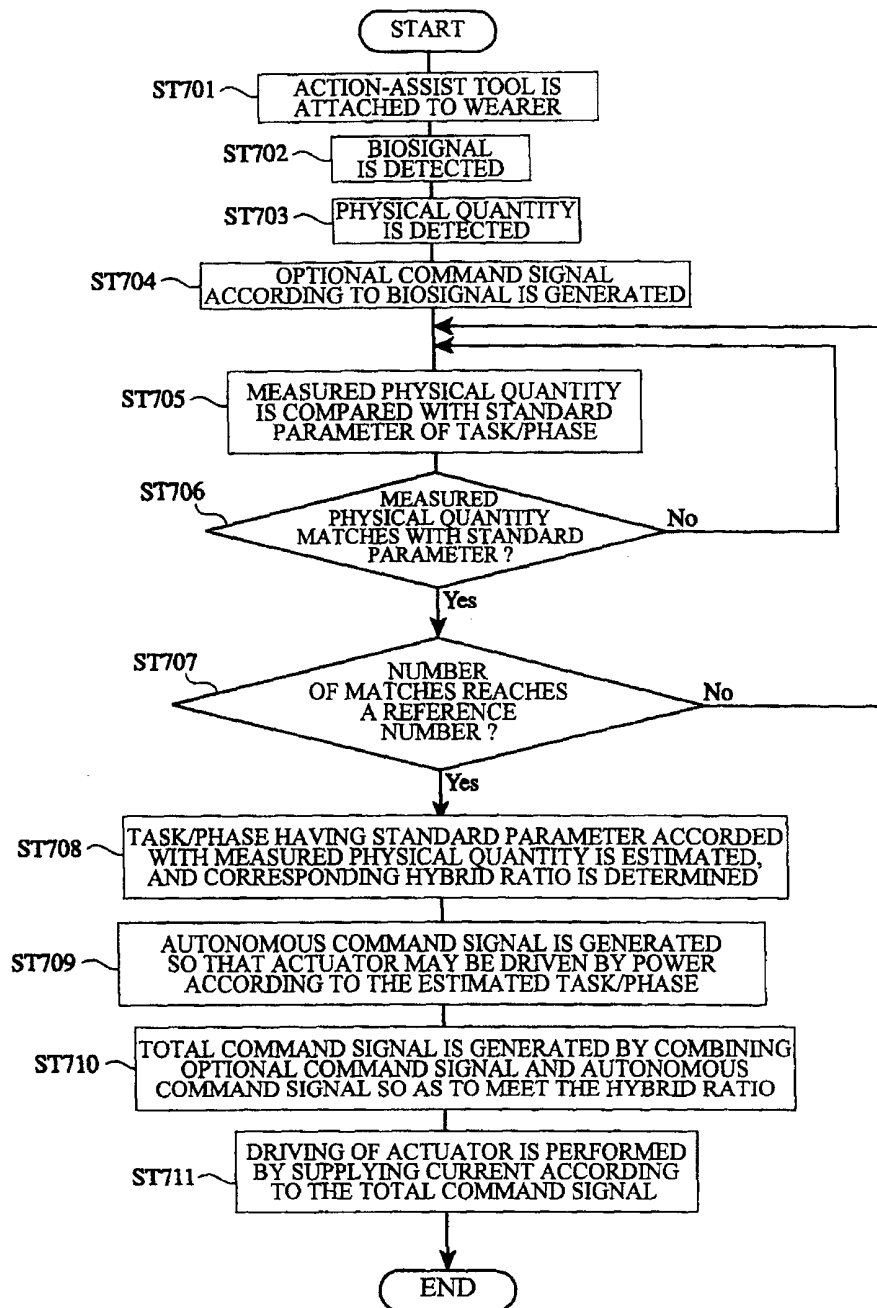 START
ST701
ACTION-ASSIST TOOL IS
ATTACHED TO WEARER
ST702
BIOSIGNAL
IS DETECTED
ST703
PHYSICAL QUANTITY
IS DETECTED
ST704
OPTIONAL COMMAND SIGNAL
ACCORDING TO BIOSIGNAL IS GENERATED
ST705
MEASURED PHYSICAL QUANTITY
IS COMPARED WITH STANDARD
PARAMETER OF TASK/PHASE
ST706
MEASURED
PHYSICAL QUANTITY
MATCHES WITH STANDARD
PARAMETER ?
No
Yes
ST707
NUMBER
OF MATCHES REACHES
A REFERENCE
NUMBER ?
No
Yes
ST708
TASK/PHASE HAVING STANDARD PARAMETER ACCORDED
WITH MEASURED PHYSICAL QUANTITY IS ESTIMATED,
AND CORRESPONDING HYBRID RATIO IS DETERMINED
ST709
AUTONOMOUS COMMAND SIGNAL IS GENERATED
SO THAT ACTUATOR MAY BE DRIVEN BY POWER
ACCORDING TO THE ESTIMATED TASK/PHASE
ST710
TOTAL COMMAND SIGNAL IS GENERATED BY COMBINING
OPTIONAL COMMAND SIGNAL AND AUTONOMOUS
COMMAND SIGNAL SO AS TO MEET THE HYBRID RATIO
ST711
DRIVING OF ACTUATOR IS PERFORMED
BY SUPPLYING CURRENT ACCORDING
TO THE TOTAL COMMAND SIGNAL
END